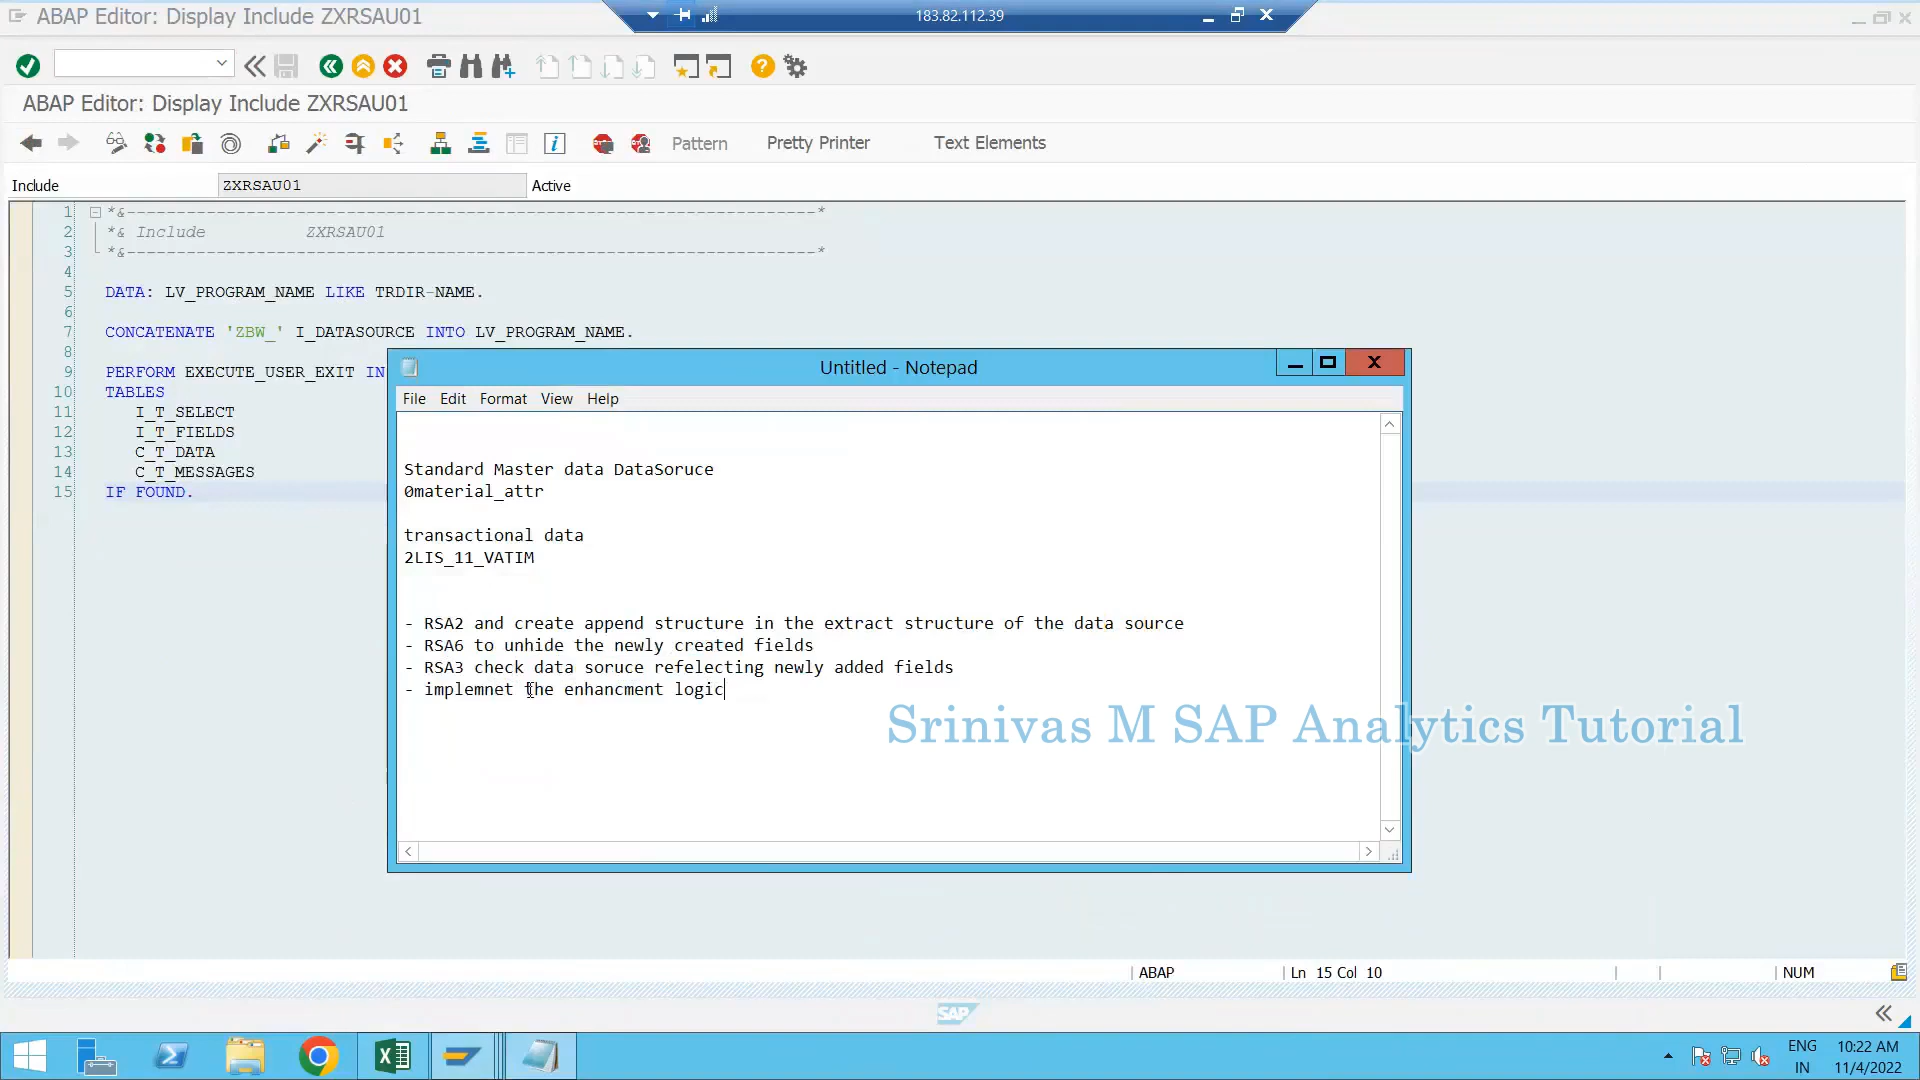 ABAP Editor: Display Include ZXRSAU01
183.82.112.39
ABAP Editor: Display Include ZXRSAU01
Pattern
Pretty Printer
Text Elements
Include
ZXRSAU01
Active
1 *&---------------------------------------------------------------------*
2 *& Include          ZXRSAU01
3 *&---------------------------------------------------------------------*
4
5 DATA: LV_PROGRAM_NAME LIKE TRDIR-NAME.
6
7 CONCATENATE 'ZBW_' I_DATASOURCE INTO LV_PROGRAM_NAME.
8
9 PERFORM EXECUTE_USER_EXIT IN
10 TABLES
11 I_T_SELECT
12 I_T_FIELDS
13 C_T_DATA
14 C_T_MESSAGES
15 IF FOUND.
Untitled - Notepad
File Edit Format View Help
Standard Master data DataSoruce
0material_attr
transactional data
2LIS_11_VATIM
- RSA2 and create append structure in the extract structure of the data source
- RSA6 to unhide the newly created fields
- RSA3 check data soruce refelecting newly added fields
- implemnet the enhancment logic
Srinivas M SAP Analytics Tutorial
ABAP
Ln 15 Col 10
NUM
SAP
ENG
IN
10:22 AM
11/4/2022